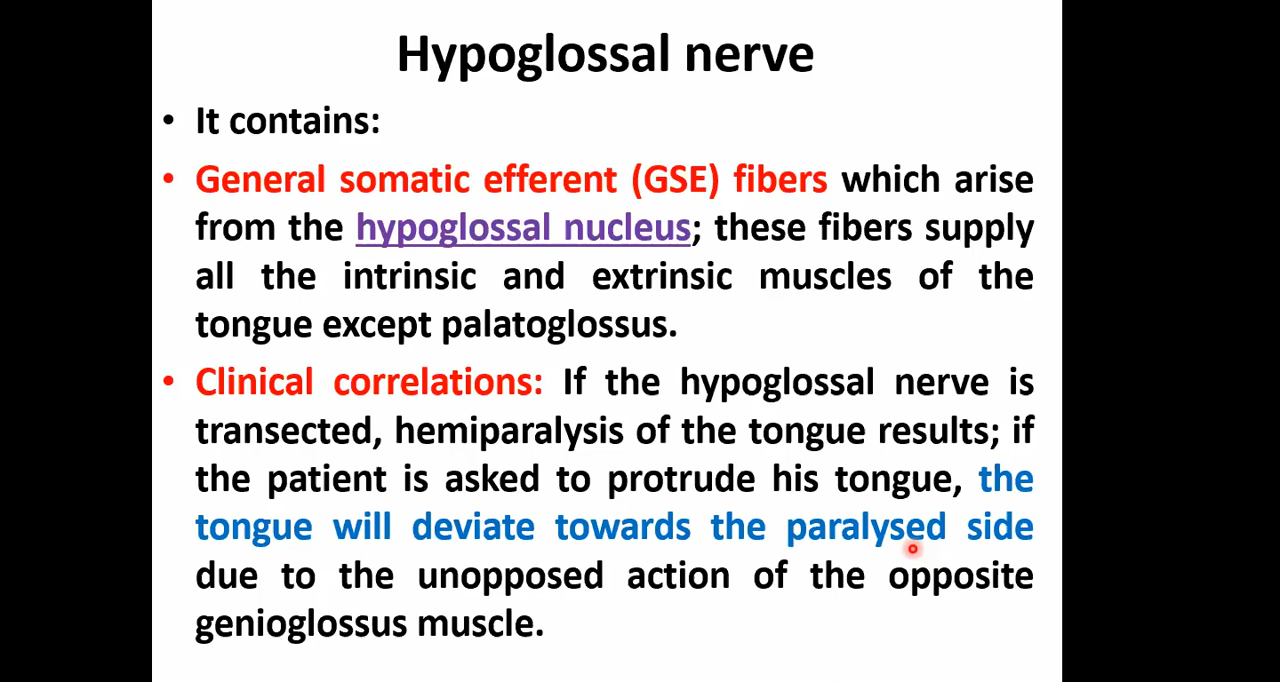 Hypoglossal nerve
• It contains:
• General somatic efferent (GSE) fibers which arise
from the hypoglossal nucleus; these fibers supply
all the intrinsic and extrinsic muscles of the
tongue except palatoglossus.
• Clinical correlations: If the hypoglossal nerve is
transected, hemiparalysis of the tongue results; if
the patient is asked to protrude his tongue, the
tongue will deviate towards the paralysed side
due to the unopposed action of the opposite
genioglossus muscle.